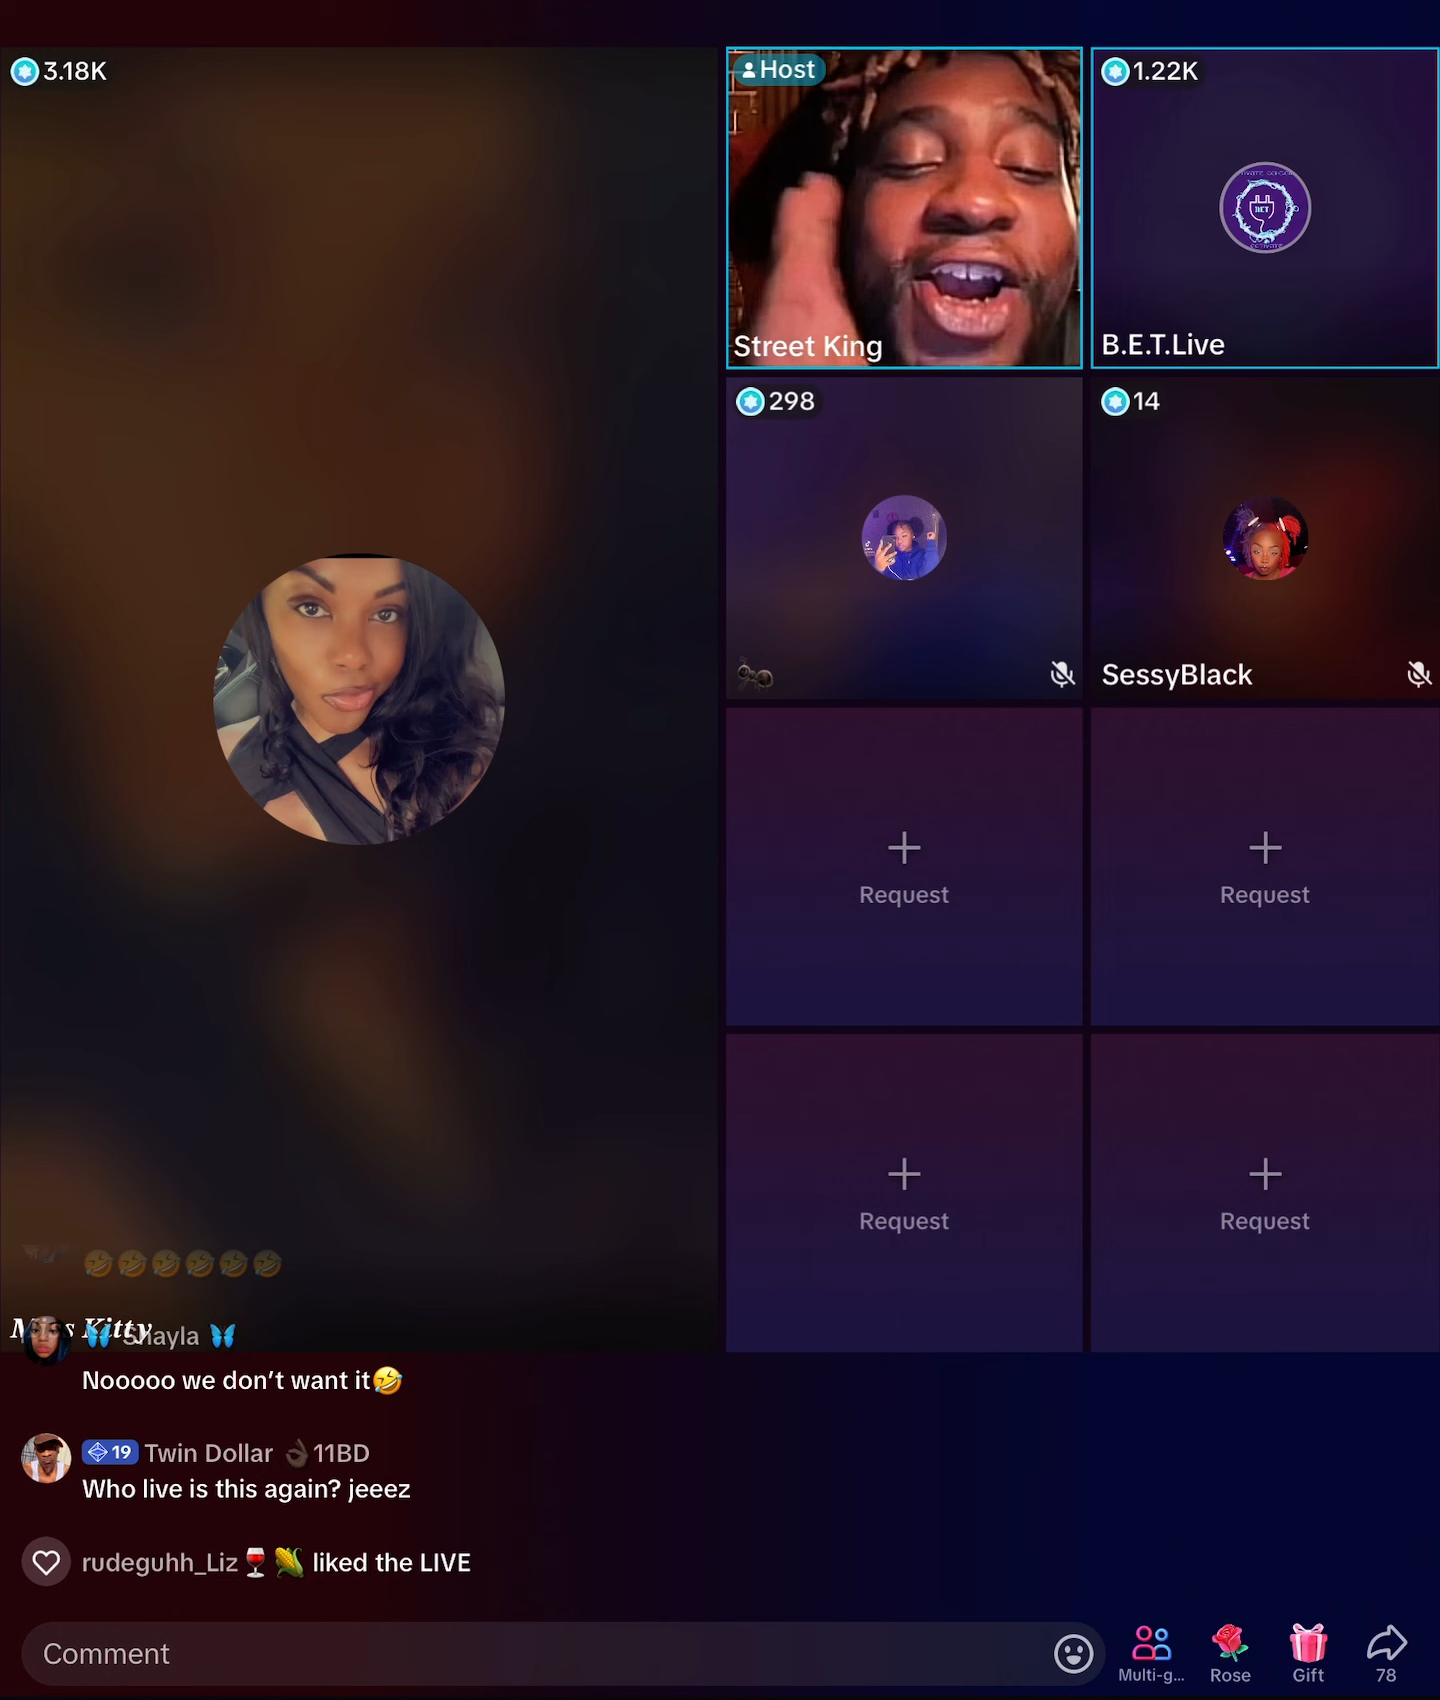 3.18K
Host
Street King
1.22K
B.E.T.Live
298
14
SessyBlack
Request
Request
Request
Request
🤣🤣🤣🤣🤣🤣
Kitty
🦋 Shayla 🦋
Nooooo we don't want it🤣
19 Twin Dollar 👌🏿11BD
Who live is this again? jeeez
rudeguhh_Liz🍷🌽 liked the LIVE
Comment
Multi-g...
Rose
Gift
78